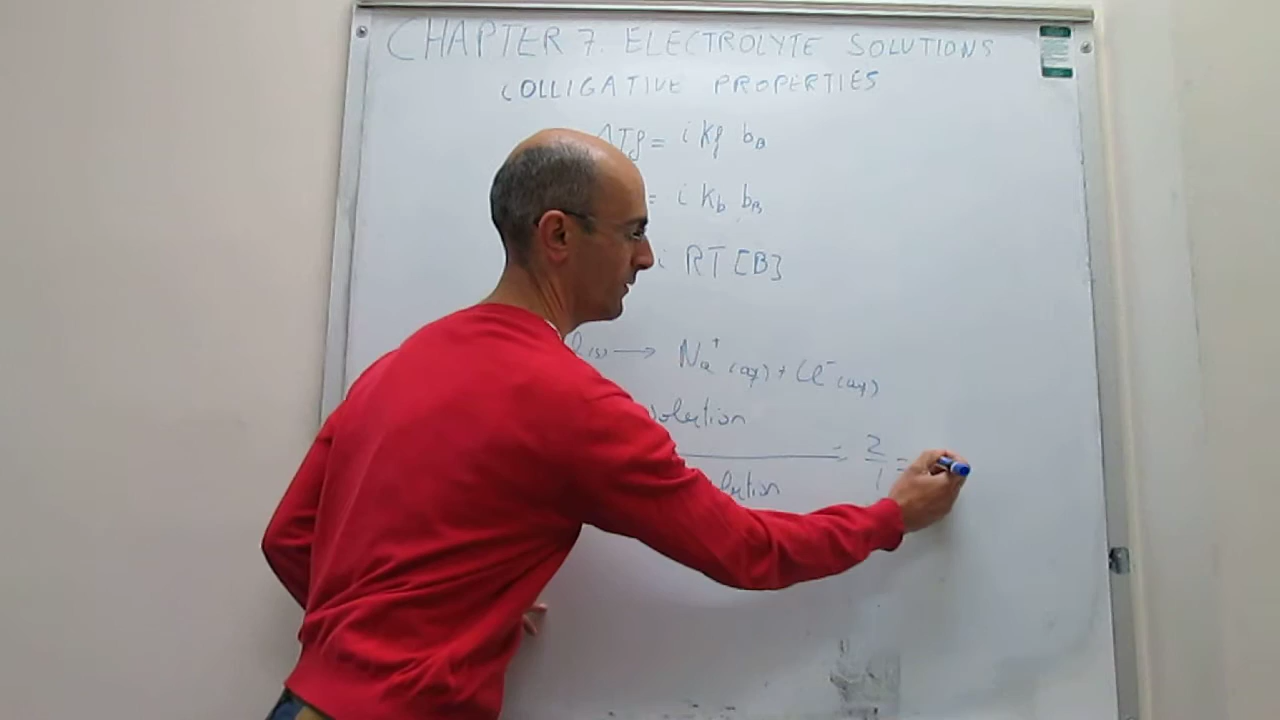 CHAPTER 7. ELECTROLYTE SOLUTIONS
COLLIGATIVE PROPERTIES
ΔTf = i Kf bB
= i Kb bB
i RT [B]
l(s) → Na+ (aq) + Cl- (aq)
solution
= 2/1 =